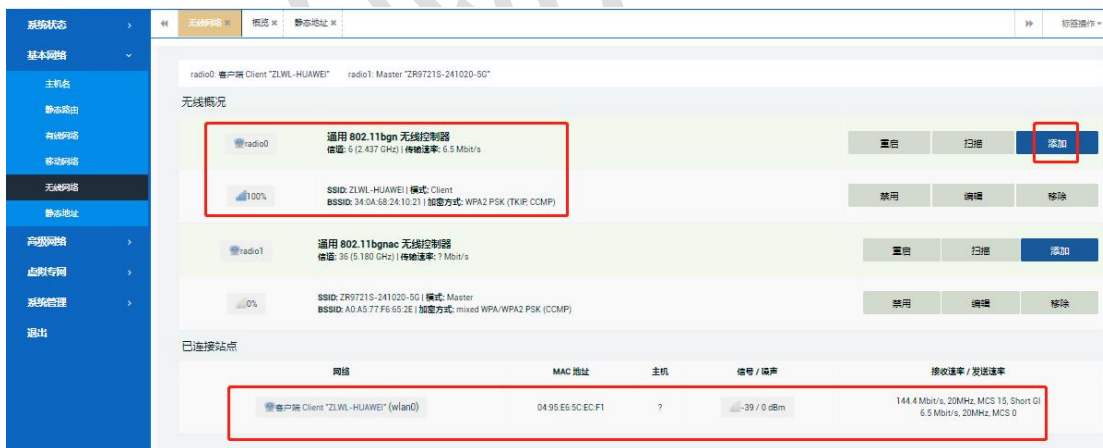 系统状态
基本网络
主机名
静态路由
有线网络
移动网络
无线网络
静态地址
高级网络
虚拟专网
系统管理
退出
无线网络 × 概览 × 静态地址 × 标签操作
radio0: 客户端 Client "ZLWL-HUAWEI" radio1: Master "ZR9721S-241020-5G"
无线概况
radio0 通用 802.11bgn 无线控制器 重启 扫描 添加
信道: 6 (2.437 GHz) | 传输速率: 6.5 Mbit/s
100% SSID: ZLWL-HUAWEI | 模式: Client 禁用 编辑 移除
BSSID: 34:0A:68:24:10:21 | 加密方式: WPA2 PSK (TKIP, CCMP)
radio1 通用 802.11bgnac 无线控制器 重启 扫描 添加
信道: 36 (5.180 GHz) | 传输速率: ? Mbit/s
0% SSID: ZR9721S-241020-5G | 模式: Master 禁用 编辑 移除
BSSID: A0:A5:77:F6:65:2E | 加密方式: mixed WPA/WPA2 PSK (CCMP)
已连接站点
网络 MAC 地址 主机 信号 / 噪声 接收速率 / 发送速率
客户端 Client "ZLWL-HUAWEI" (wlan0) 04:95:E6:5C:EC:F1 ? -39 / 0 dBm 144.4 Mbit/s, 20MHz, MCS 15, Short GI
6.5 Mbit/s, 20MHz, MCS 0